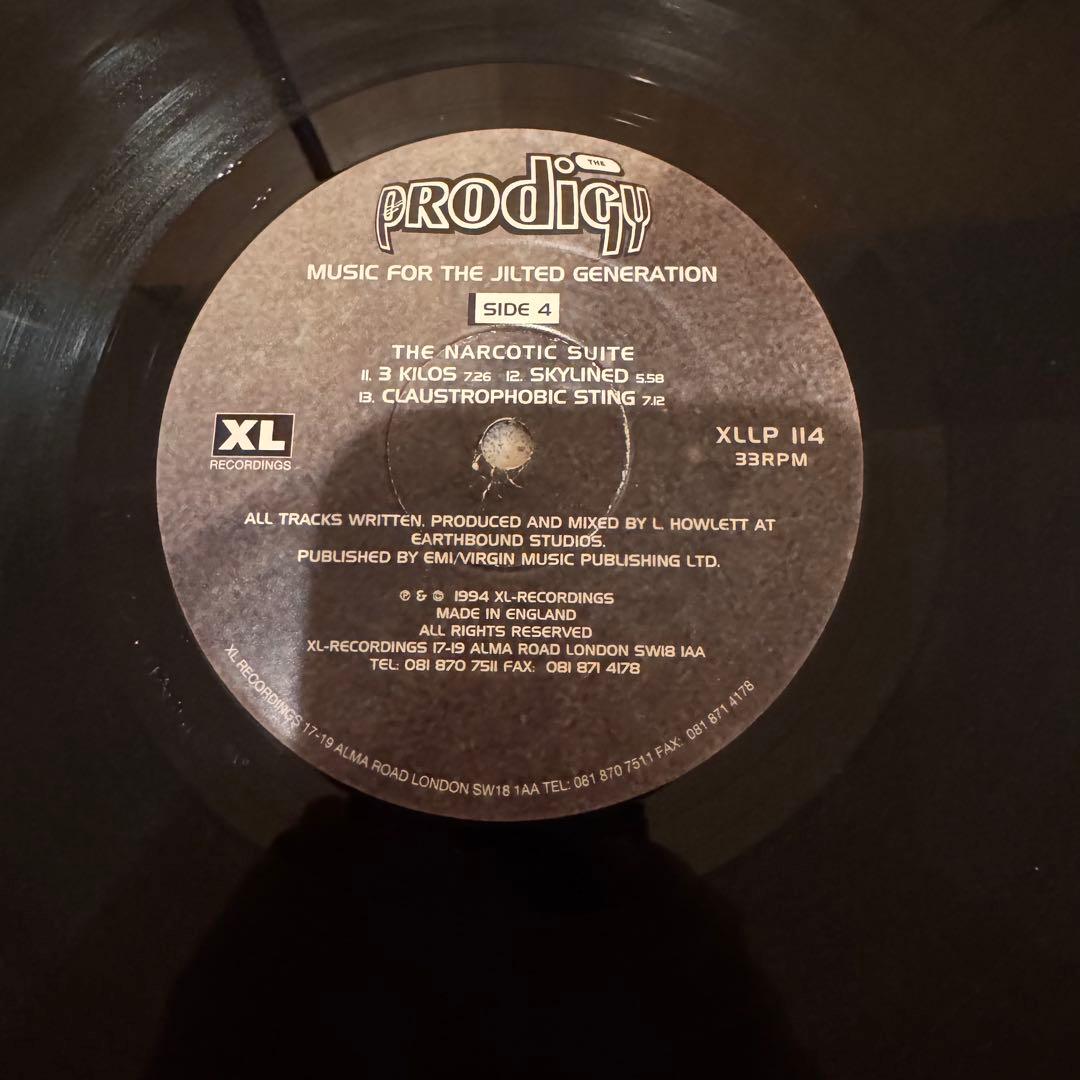 THE
PRODIGY
MUSIC FOR THE JILTED GENERATION
SIDE 4
THE NARCOTIC SUITE
11. 3 KILOS 7.26 12. SKYLINED 5.58
13. CLAUSTROPHOBIC STING 7.12
XL
RECORDINGS
XLLP 114
33RPM
ALL TRACKS WRITTEN, PRODUCED AND MIXED BY L. HOWLETT AT
EARTHBOUND STUDIOS.
PUBLISHED BY EMI/VIRGIN MUSIC PUBLISHING LTD.
℗ & © 1994 XL-RECORDINGS
MADE IN ENGLAND
ALL RIGHTS RESERVED
XL-RECORDINGS 17-19 ALMA ROAD LONDON SW18 1AA
TEL: 081 870 7511 FAX: 081 871 4178
XL RECORDINGS 17-19 ALMA ROAD LONDON SW18 1AA TEL: 081 870 7511 FAX: 081 871 4178